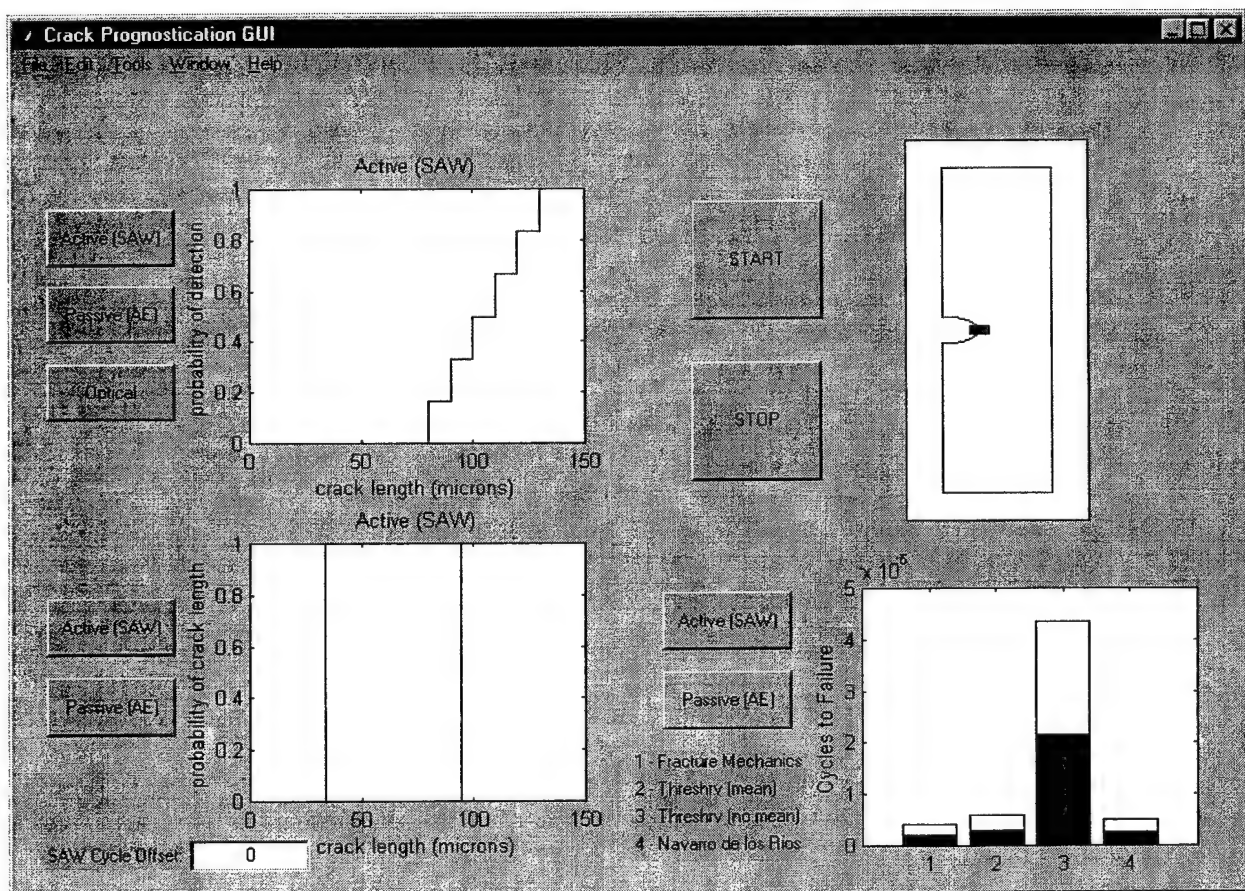 Crack Prognostication GUI
File Edit Tools Window Help
Active (SAW)
Active (SAW)
Passive (AE)
Optical
probability of detection
1
0.8
0.6
0.4
0.2
0
0 50 100 150
crack length (microns)
START
STOP
Active (SAW)
Active (SAW)
Passive (AE)
probability of crack length
1
0.8
0.6
0.4
0.2
0
0 50 100 150
crack length (microns)
SAW Cycle Offset: 0
Active (SAW)
Passive (AE)
1 - Fracture Mechanics
2 - Threshrv (mean)
3 - Threshrv (no mean)
4 - Navarro de los Rios
Cycles to Failure
5
4
3
2
1
0
1 2 3 4